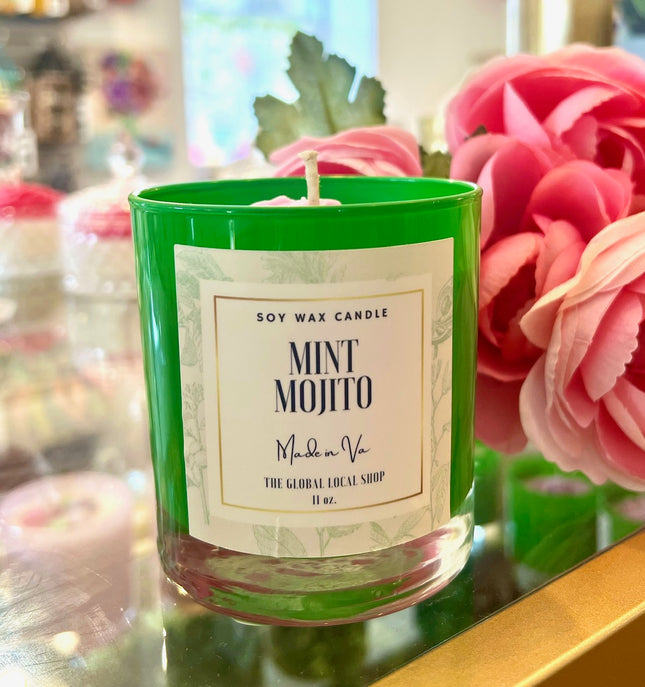 SOY WAX CANDLE
MINT
MOJITO
Made in Va
THE GLOBAL LOCAL SHOP
11 oz.